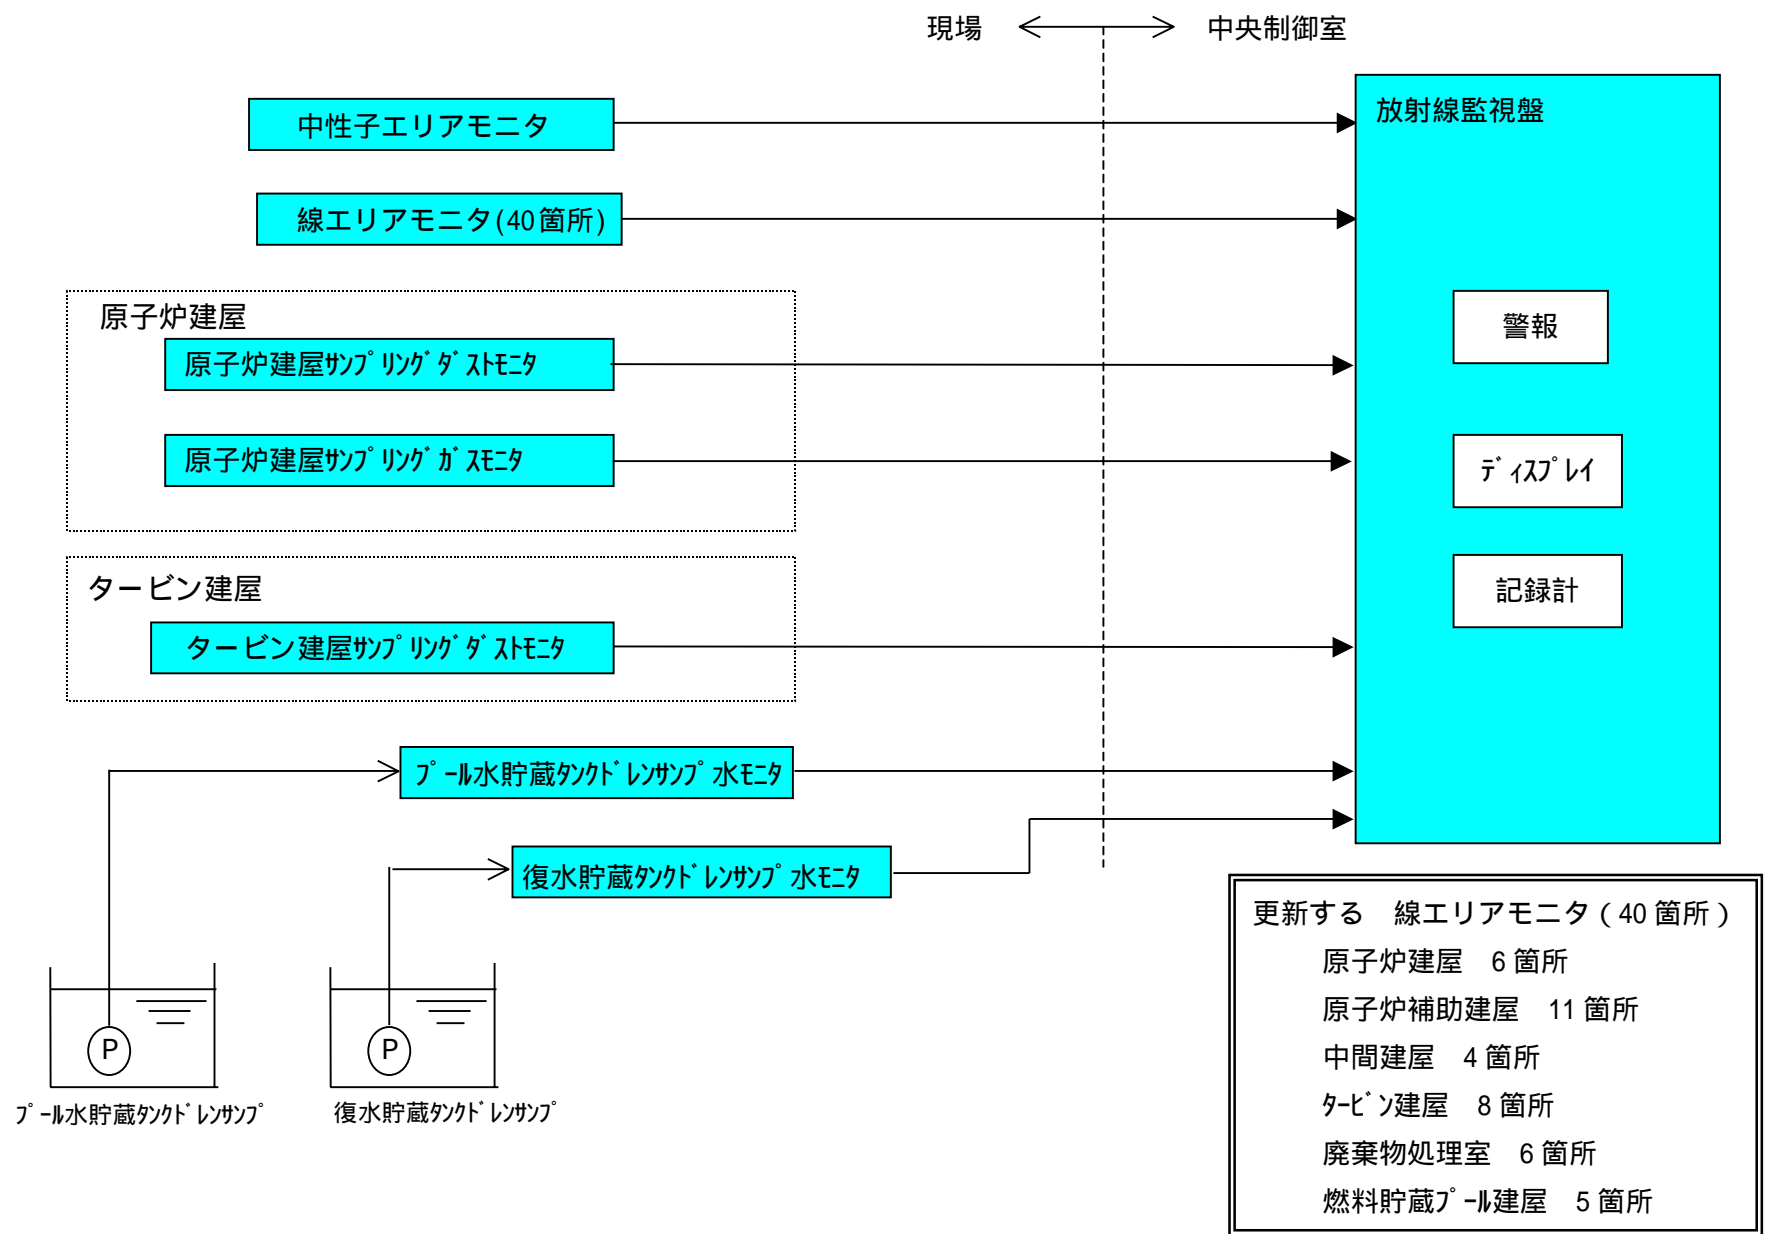 現場 中央制御室
放射線監視盤
中性子エリアモニタ
線エリアモニタ(40箇所)
原子炉建屋
原子炉建屋ｻﾝﾌﾟﾘﾝｸﾞﾀﾞｽﾄﾓﾆﾀ
原子炉建屋ｻﾝﾌﾟﾘﾝｸﾞｶﾞｽﾓﾆﾀ
警報
ﾃﾞｨｽﾌﾟﾚｲ
記録計
タービン建屋
タービン建屋ｻﾝﾌﾟﾘﾝｸﾞﾀﾞｽﾄﾓﾆﾀ
ﾌﾟｰﾙ水貯蔵ﾀﾝｸﾄﾞﾚﾝｻﾝﾌﾟ水ﾓﾆﾀ
復水貯蔵ﾀﾝｸﾄﾞﾚﾝｻﾝﾌﾟ水ﾓﾆﾀ
P
P
ﾌﾟｰﾙ水貯蔵ﾀﾝｸﾄﾞﾚﾝｻﾝﾌﾟ
復水貯蔵ﾀﾝｸﾄﾞﾚﾝｻﾝﾌﾟ
更新する　線エリアモニタ（40箇所）
原子炉建屋　6箇所
原子炉補助建屋　11箇所
中間建屋　4箇所
ﾀｰﾋﾞﾝ建屋　8箇所
廃棄物処理室　6箇所
燃料貯蔵ﾌﾟｰﾙ建屋　5箇所